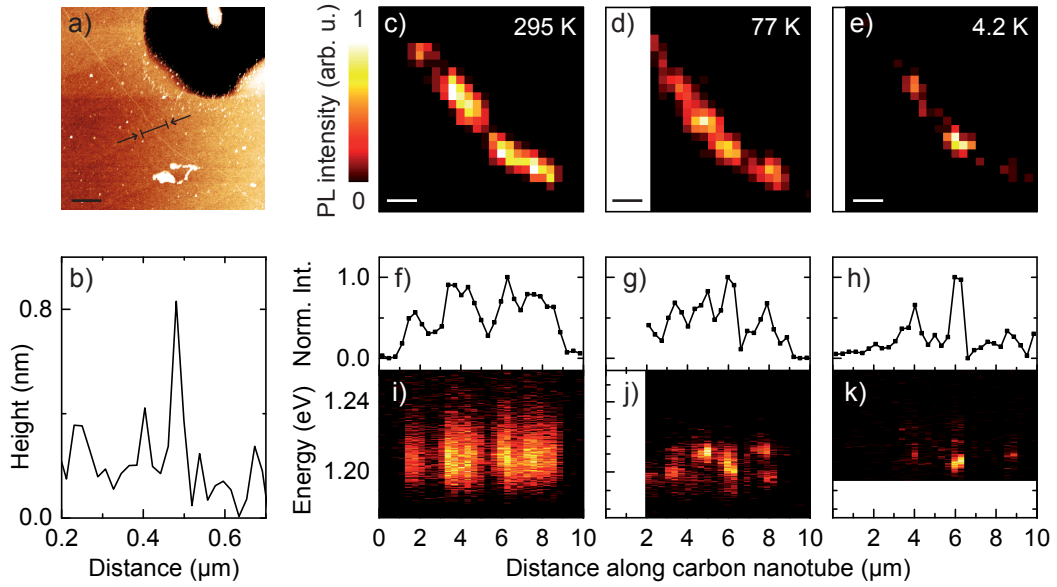 a)
PL intensity (arb. u.)
1
0
c)
295 K
d)
77 K
e)
4.2 K
b)
Height (nm)
0.8
0.0
0.2
0.4
0.6
Distance (μm)
Norm. Int.
1.0
0.0
f)
g)
h)
Energy (eV)
1.24
1.20
i)
j)
k)
0 2 4 6 8 10
2 4 6 8
0 2 4 6 8 10
Distance along carbon nanotube (μm)